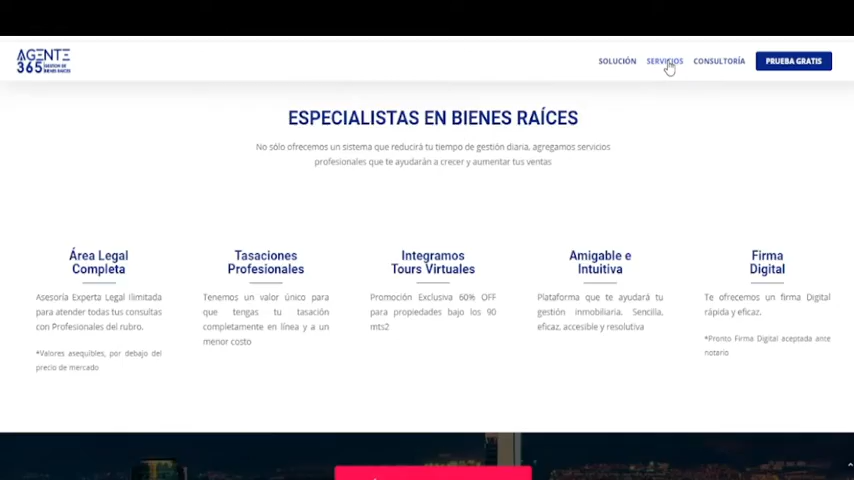 AGENTE
365 GESTIÓN DE
BIENES RAÍCES
SOLUCIÓN SERVICIOS CONSULTORÍA PRUEBA GRATIS
ESPECIALISTAS EN BIENES RAÍCES
No sólo ofrecemos un sistema que reducirá tu tiempo de gestión diaria, agregamos servicios
profesionales que te ayudarán a crecer y aumentar tus ventas
Área Legal
Completa
Asesoría Experta Legal Ilimitada
para atender todas tus consultas
con Profesionales del rubro.
*Valores asequibles, por debajo del
precio de mercado
Tasaciones
Profesionales
Tenemos un valor único para
que tengas tu tasación
completamente en línea y a un
menor costo
Integramos
Tours Virtuales
Promoción Exclusiva 60% OFF
para propiedades bajo los 90
mts2
Amigable e
Intuitiva
Plataforma que te ayudará tu
gestión inmobiliaria. Sencilla,
eficaz, accesible y resolutiva
Firma
Digital
Te ofrecemos un firma Digital
rápida y eficaz.
*Pronto Firma Digital aceptada ante
notario